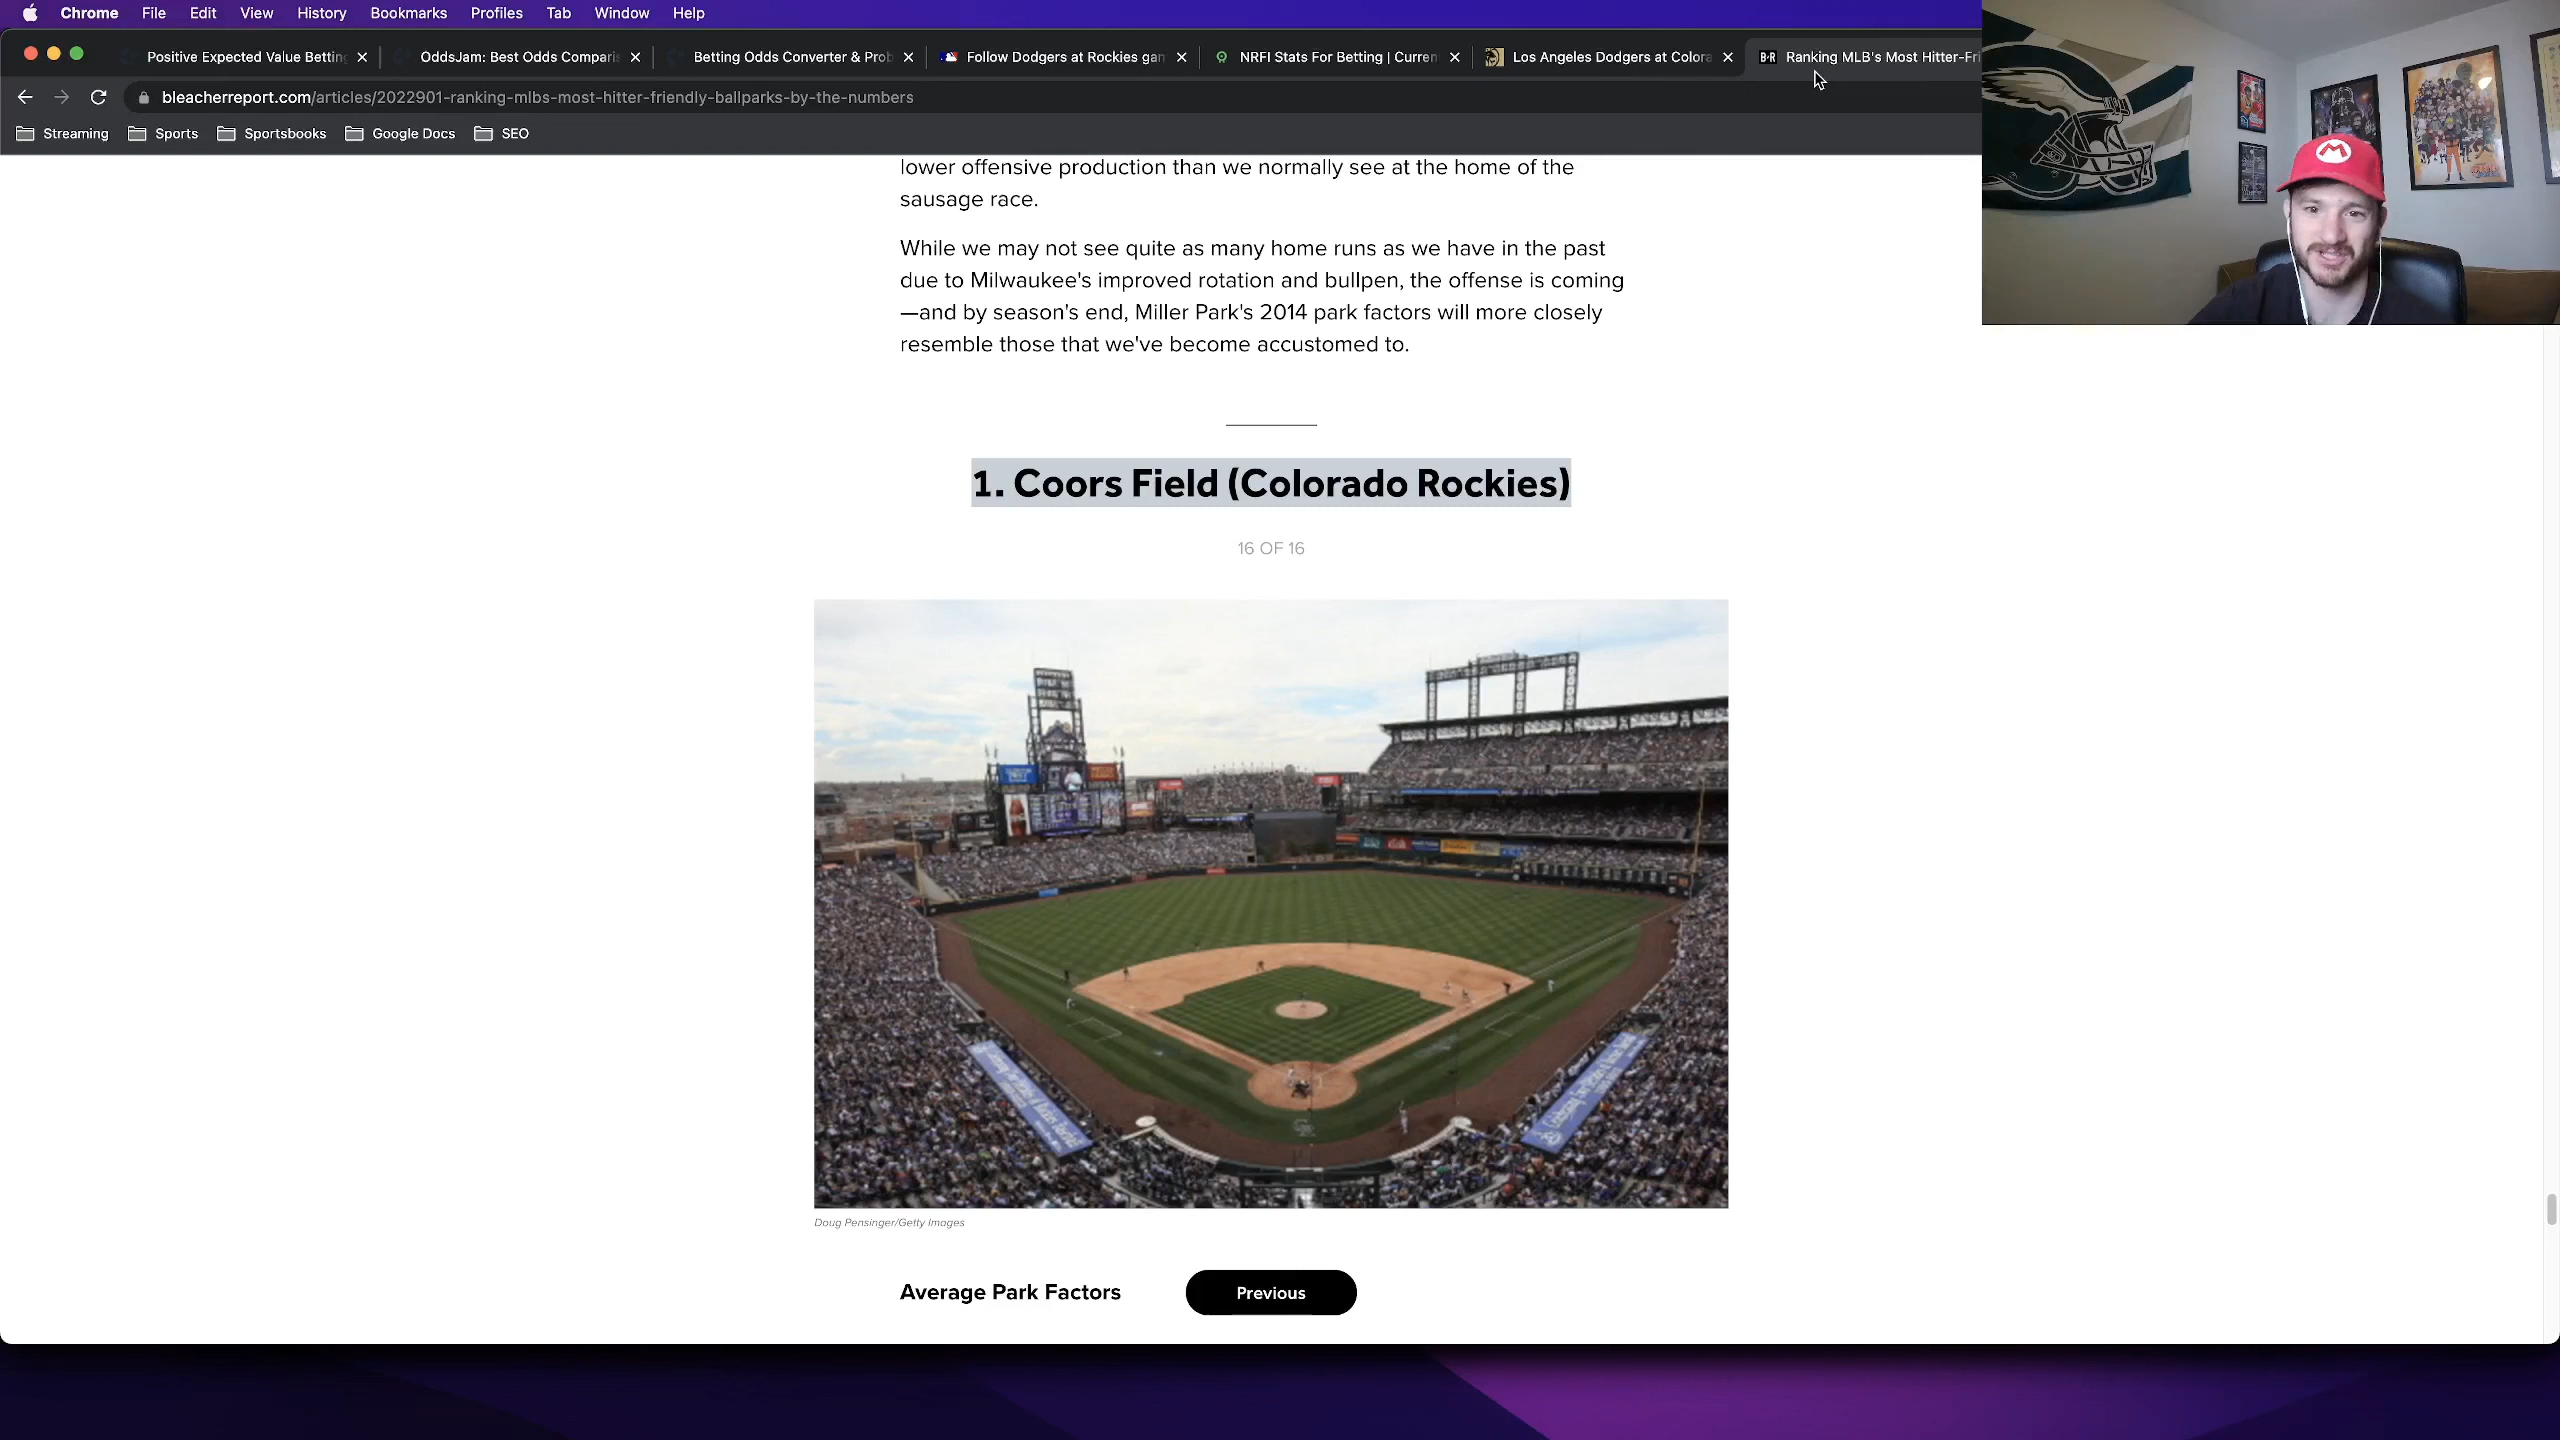 Chrome File Edit View History Bookmarks Profiles Tab Window Help
Positive Expected Value Betting OddsJam: Best Odds Comparis Betting Odds Converter & Prob Follow Dodgers at Rockies gam NRFI Stats For Betting | Curren Los Angeles Dodgers at Colora B·R Ranking MLB's Most Hitter-Fri
bleacherreport.com/articles/2022901-ranking-mlbs-most-hitter-friendly-ballparks-by-the-numbers
Streaming Sports Sportsbooks Google Docs SEO
lower offensive production than we normally see at the home of the
sausage race.
While we may not see quite as many home runs as we have in the past
due to Milwaukee's improved rotation and bullpen, the offense is coming
—and by season's end, Miller Park's 2014 park factors will more closely
resemble those that we've become accustomed to.
1. Coors Field (Colorado Rockies)
16 OF 16
Doug Pensinger/Getty Images
Average Park Factors
Previous
M